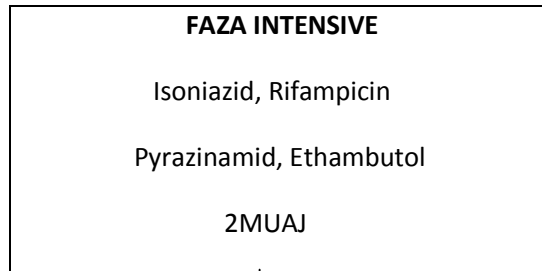 FAZA INTENSIVE
Isoniazid, Rifampicin
Pyrazinamid, Ethambutol
2MUAJ